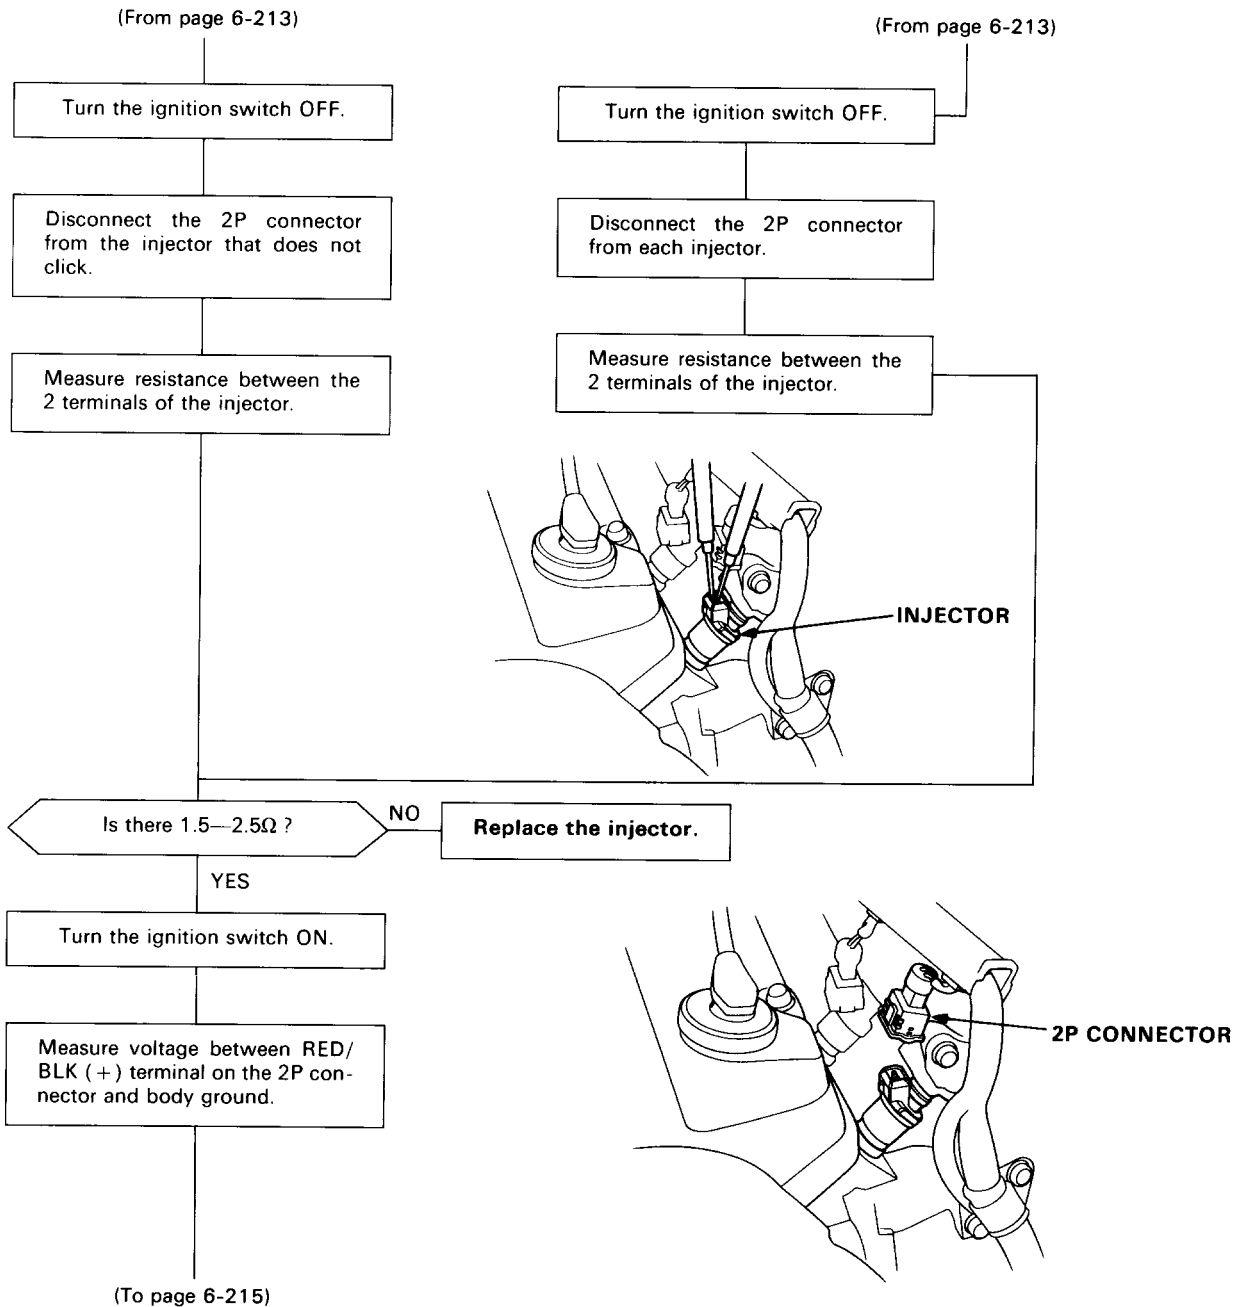 (From page 6-213)
Turn the ignition switch OFF.
Disconnect the 2P connector
from the injector that does not
click.
Measure resistance between the
2 terminals of the injector.
(From page 6-213)
Turn the ignition switch OFF.
Disconnect the 2P connector
from each injector.
Measure resistance between the
2 terminals of the injector.
INJECTOR
Is there 1.5—2.5Ω ?
NO
Replace the injector.
YES
Turn the ignition switch ON.
Measure voltage between RED/
BLK (+) terminal on the 2P con-
nector and body ground.
2P CONNECTOR
(To page 6-215)